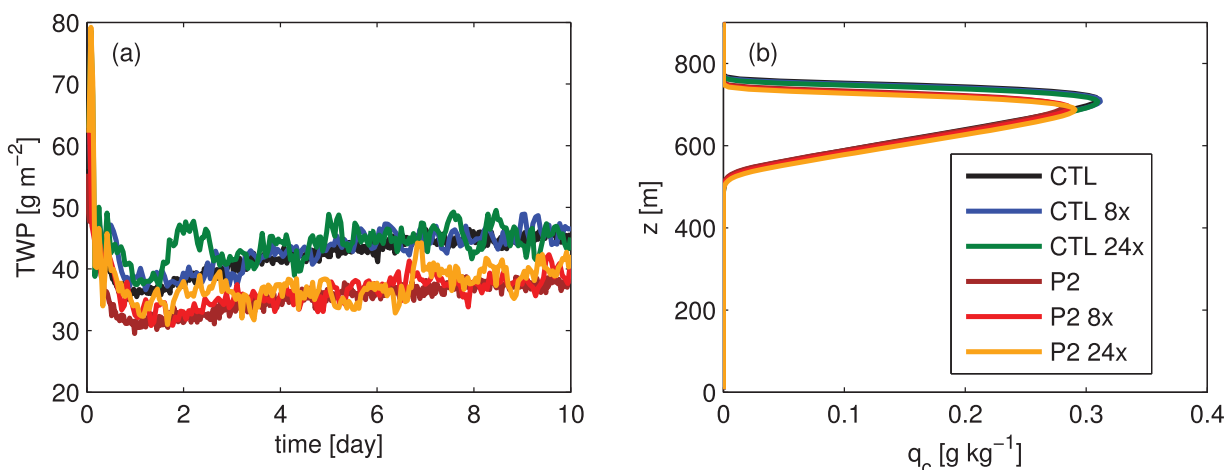 (a)
TWP [g m⁻²]
80
70
60
50
40
30
20
0 2 4 6 8 10
time [day]
(b)
z [m]
800
600
400
200
0
CTL
CTL 8x
CTL 24x
P2
P2 8x
P2 24x
0 0.1 0.2 0.3 0.4
q_c [g kg⁻¹]